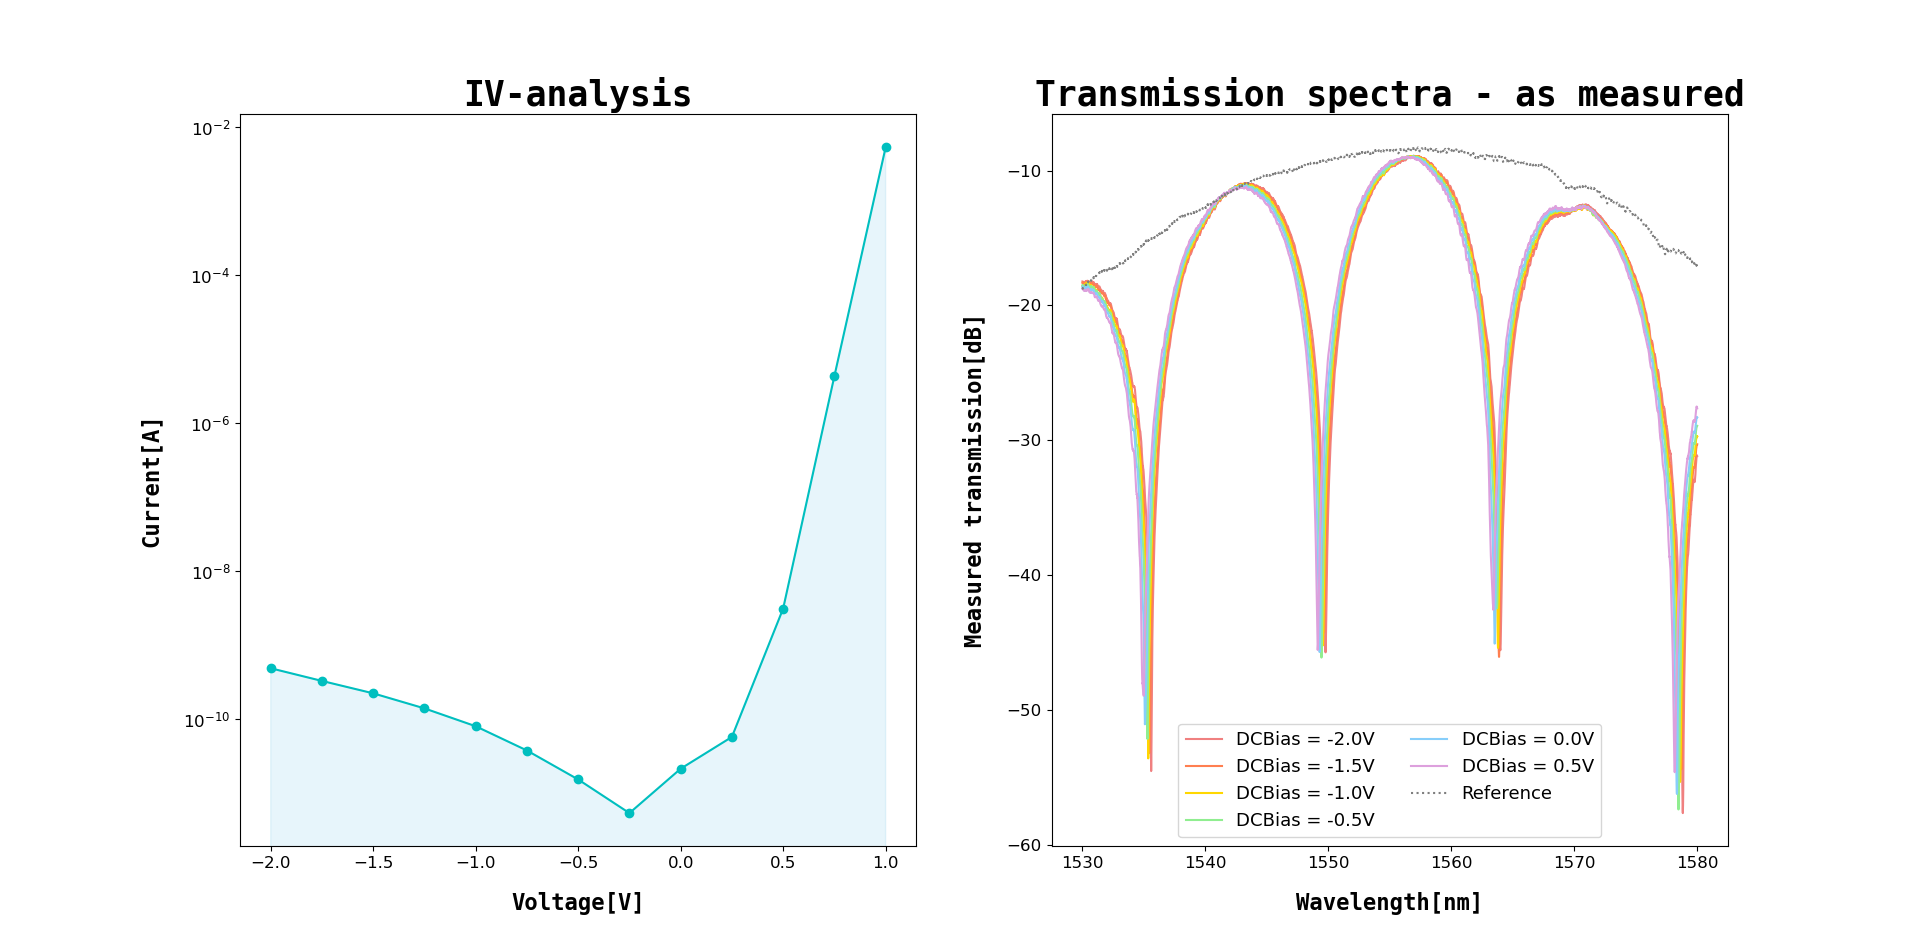 IV-analysis
Current[A]
10⁻²
10⁻⁴
10⁻⁶
10⁻⁸
10⁻¹⁰
−2.0 −1.5 −1.0 −0.5 0.0 0.5 1.0
Voltage[V]
Transmission spectra - as measured
Measured transmission[dB]
−10
−20
−30
−40
−50
−60
DCBias = -2.0V
DCBias = -1.5V
DCBias = -1.0V
DCBias = -0.5V
DCBias = 0.0V
DCBias = 0.5V
Reference
1530 1540 1550 1560 1570 1580
Wavelength[nm]